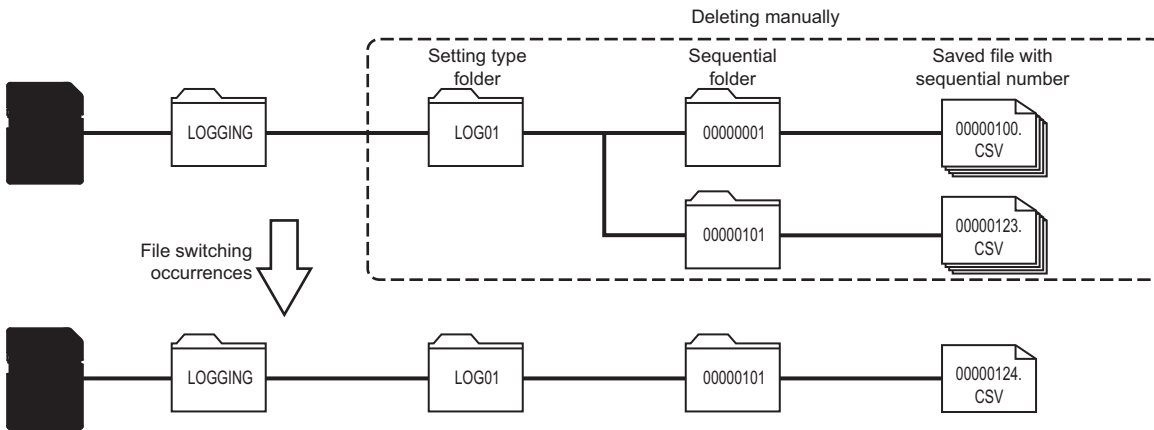 Deleting manually
Setting type
folder
Sequential
folder
Saved file with
sequential number
LOGGING
LOG01
00000001
00000100.
CSV
00000101
00000123.
CSV
File switching
occurrences
LOGGING
LOG01
00000101
00000124.
CSV